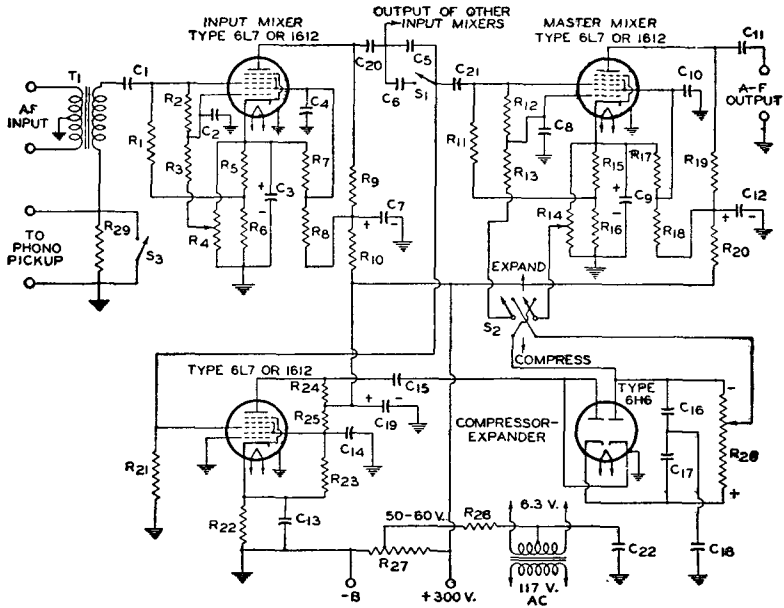 INPUT MIXER
TYPE 6L7 OR 1612
OUTPUT OF OTHER
INPUT MIXERS
MASTER MIXER
TYPE 6L7 OR 1612
C11
C20
C5
C6
S1
C21
C10
T1
C1
A.F.
INPUT
R2
C2
C4
R1
R3
R5
C3
+
-
R7
R9
R4
R6
R8
C7
+
-
R10
R12
C8
R11
R13
R15
R17
+
C9
-
R14
R16
R18
R19
A-F
OUTPUT
C12
+
-
R20
TO
PHONO
PICKUP
R29
S3
EXPAND
S2
COMPRESS
TYPE 6L7 OR 1612
R24
C15
R25
+
-
C19
C14
R23
R21
R22
C13
COMPRESSOR-
EXPANDER
TYPE
6H6
C16
C17
-
R28
+
C18
50-60 V.
R26
6.3 V.
R27
C22
-B
+300 V.
117 V.
AC